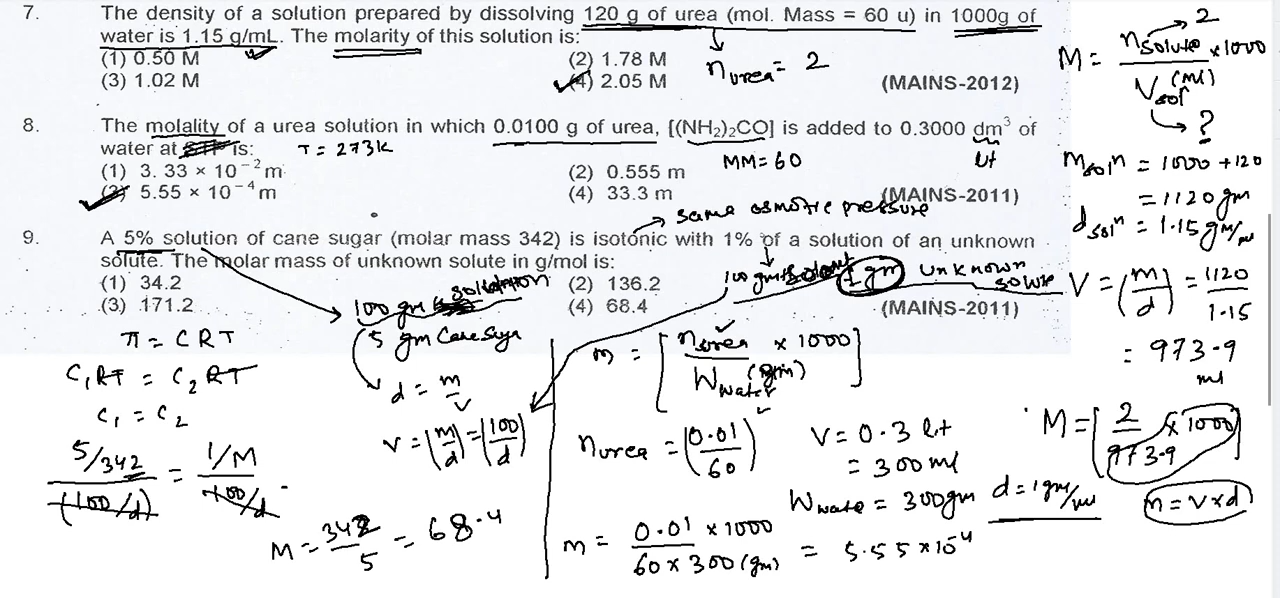 7. The density of a solution prepared by dissolving 120 g of urea (mol. Mass = 60 u) in 1000g of
water is 1.15 g/mL. The molarity of this solution is:
(1) 0.50 M (2) 1.78 M
(3) 1.02 M (4) 2.05 M (MAINS-2012)
n urea = 2
8. The molality of a urea solution in which 0.0100 g of urea, [(NH₂)₂CO] is added to 0.3000 dm³ of
water at STP is: T = 273K
(1) 3. 33 × 10⁻² m (2) 0.555 m
(3) 5.55 × 10⁻⁴ m (4) 33.3 m (MAINS-2011)
MM = 60
lt
same osmotic pressure
9. A 5% solution of cane sugar (molar mass 342) is isotonic with 1% of a solution of an unknown
solute. The molar mass of unknown solute in g/mol is:
(1) 34.2 (2) 136.2
(3) 171.2 (4) 68.4 (MAINS-2011)
100 gm solution
5 gm Cane Sugar
1 gm unknown
π = CRT
C₁RT = C₂RT
C₁ = C₂
5/342 / (100/d) = 1/M / 100/d
M = 342/5 = 68.4
d = m/V
V = (m/d) = (100/d)
m = [n urea × 1000 / W water (gm)]
n urea = (0.01/60)
V = 0.3 lit
= 300 ml
W water = 300gm d = 1gm/ml
m = 0.01 × 1000 / 60 × 300 (gm) = 5.55 × 10⁻⁴
2
M = n solute × 1000 / V solⁿ (ml)
?
m solⁿ = 1000 + 120
= 1120 gm
d solⁿ = 1.15 gm/ml
V = (m/d) = 1120/1.15
= 973.9 ml
M = [2/973.9 × 1000]
m = V × d